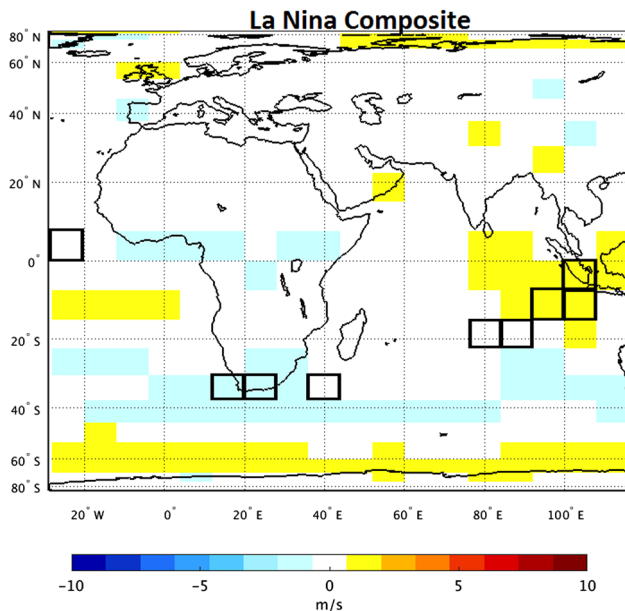 La Nina Composite
80° N
60° N
40° N
20° N
0°
20° S
40° S
60° S
80° S
20° W 0° 20° E 40° E 60° E 80° E 100° E
−10 −5 0 5 10
m/s